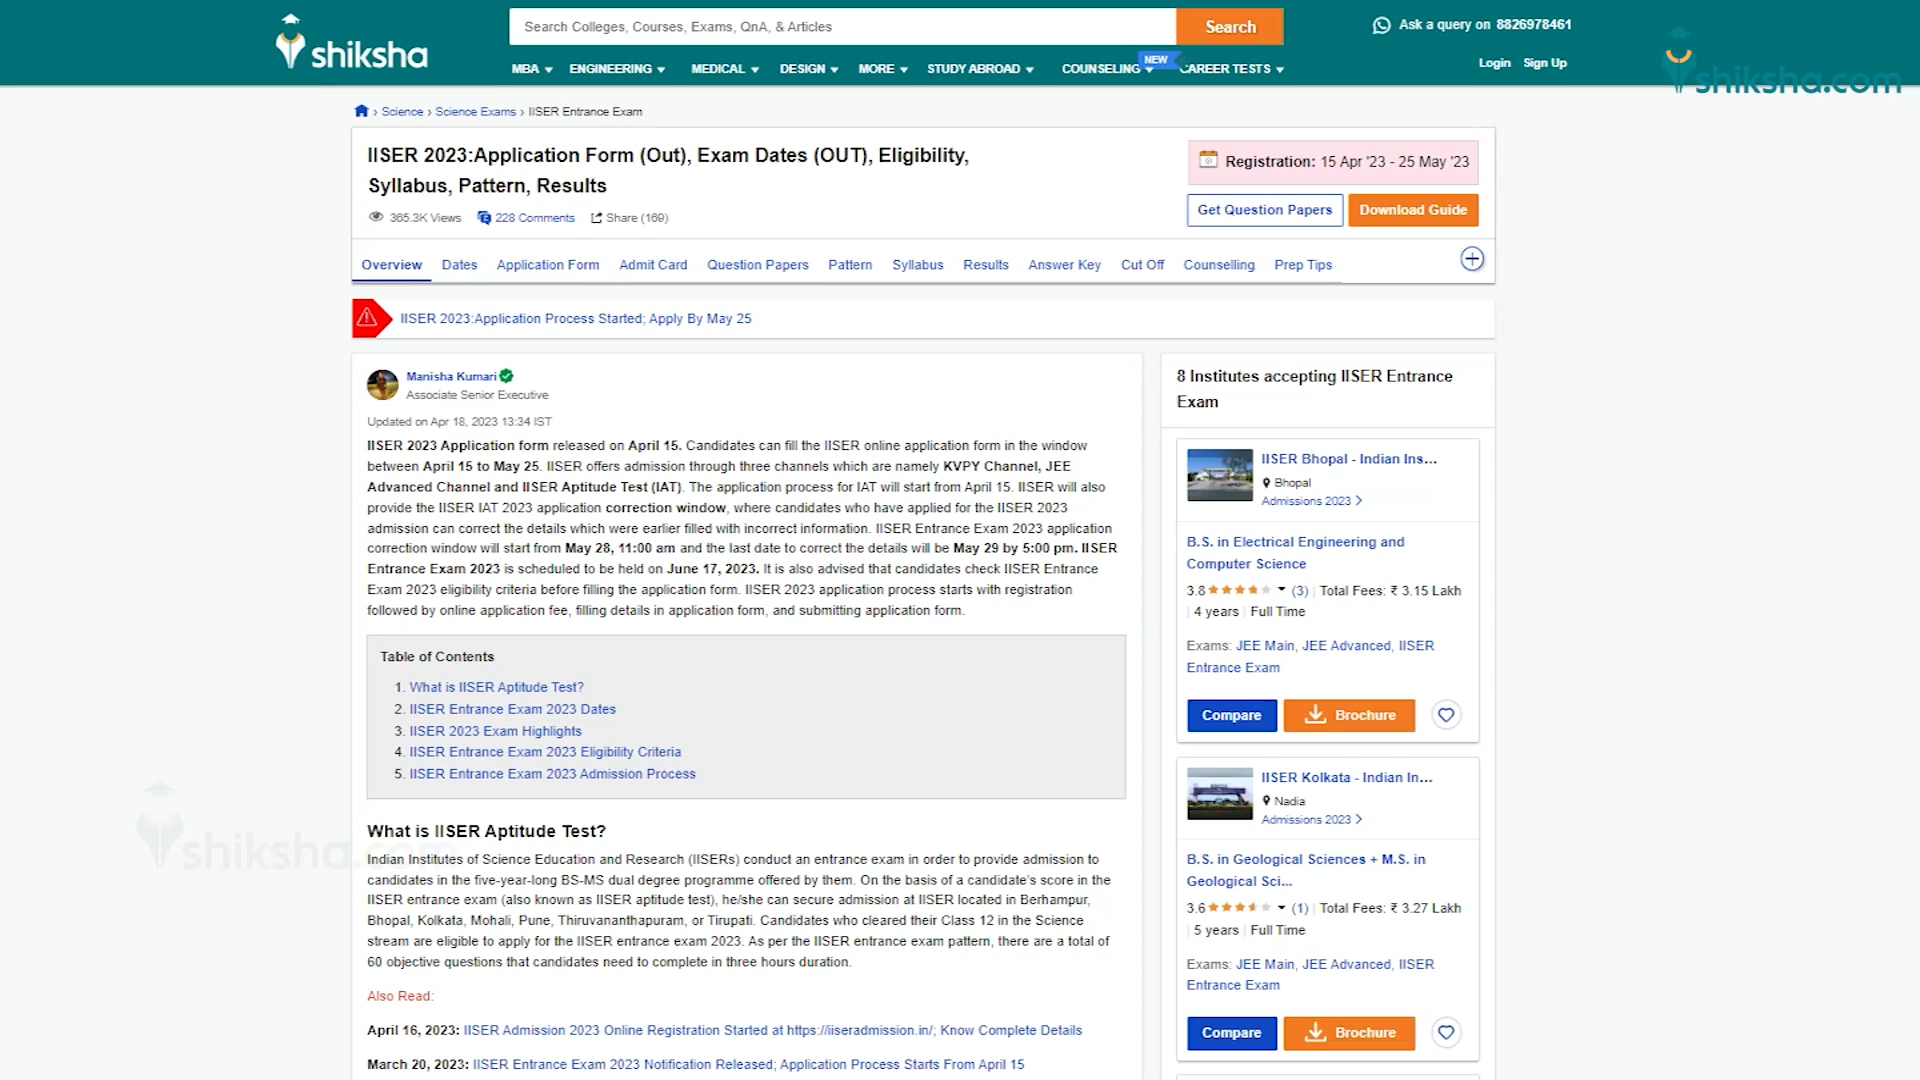 shiksha
Search Colleges, Courses, Exams, QnA, & Articles
Search
Ask a query on 8826978461
MBA
ENGINEERING
MEDICAL
DESIGN
MORE
STUDY ABROAD
COUNSELING
NEW
CAREER TESTS
Login
Sign Up
shiksha.com
› Science › Science Exams › IISER Entrance Exam
IISER 2023:Application Form (Out), Exam Dates (OUT), Eligibility,
Syllabus, Pattern, Results
365.3K Views
228 Comments
Share (169)
Registration: 15 Apr '23 - 25 May '23
Get Question Papers
Download Guide
Overview
Dates
Application Form
Admit Card
Question Papers
Pattern
Syllabus
Results
Answer Key
Cut Off
Counselling
Prep Tips
IISER 2023:Application Process Started; Apply By May 25
Manisha Kumari
Associate Senior Executive
Updated on Apr 18, 2023 13:34 IST
IISER 2023 Application form released on April 15. Candidates can fill the IISER online application form in the window
between April 15 to May 25. IISER offers admission through three channels which are namely KVPY Channel, JEE
Advanced Channel and IISER Aptitude Test (IAT). The application process for IAT will start from April 15. IISER will also
provide the IISER IAT 2023 application correction window, where candidates who have applied for the IISER 2023
admission can correct the details which were earlier filled with incorrect information. IISER Entrance Exam 2023 application
correction window will start from May 28, 11:00 am and the last date to correct the details will be May 29 by 5:00 pm. IISER
Entrance Exam 2023 is scheduled to be held on June 17, 2023. It is also advised that candidates check IISER Entrance
Exam 2023 eligibility criteria before filling the application form. IISER 2023 application process starts with registration
followed by online application fee, filling details in application form, and submitting application form.
Table of Contents
1. What is IISER Aptitude Test?
2. IISER Entrance Exam 2023 Dates
3. IISER 2023 Exam Highlights
4. IISER Entrance Exam 2023 Eligibility Criteria
5. IISER Entrance Exam 2023 Admission Process
shiksha.com
What is IISER Aptitude Test?
Indian Institutes of Science Education and Research (IISERs) conduct an entrance exam in order to provide admission to
candidates in the five-year-long BS-MS dual degree programme offered by them. On the basis of a candidate's score in the
IISER entrance exam (also known as IISER aptitude test), he/she can secure admission at IISER located in Berhampur,
Bhopal, Kolkata, Mohali, Pune, Thiruvananthapuram, or Tirupati. Candidates who cleared their Class 12 in the Science
stream are eligible to apply for the IISER entrance exam 2023. As per the IISER entrance exam pattern, there are a total of
60 objective questions that candidates need to complete in three hours duration.
Also Read:
April 16, 2023: IISER Admission 2023 Online Registration Started at https://iiseradmission.in/; Know Complete Details
March 20, 2023: IISER Entrance Exam 2023 Notification Released; Application Process Starts From April 15
8 Institutes accepting IISER Entrance
Exam
IISER Bhopal - Indian Ins...
Bhopal
Admissions 2023
B.S. in Electrical Engineering and
Computer Science
3.8 (3) | Total Fees: ₹ 3.15 Lakh
| 4 years | Full Time
Exams: JEE Main, JEE Advanced, IISER
Entrance Exam
Compare
Brochure
IISER Kolkata - Indian In...
Nadia
Admissions 2023
B.S. in Geological Sciences + M.S. in
Geological Sci...
3.6 (1) | Total Fees: ₹ 3.27 Lakh
| 5 years | Full Time
Exams: JEE Main, JEE Advanced, IISER
Entrance Exam
Compare
Brochure